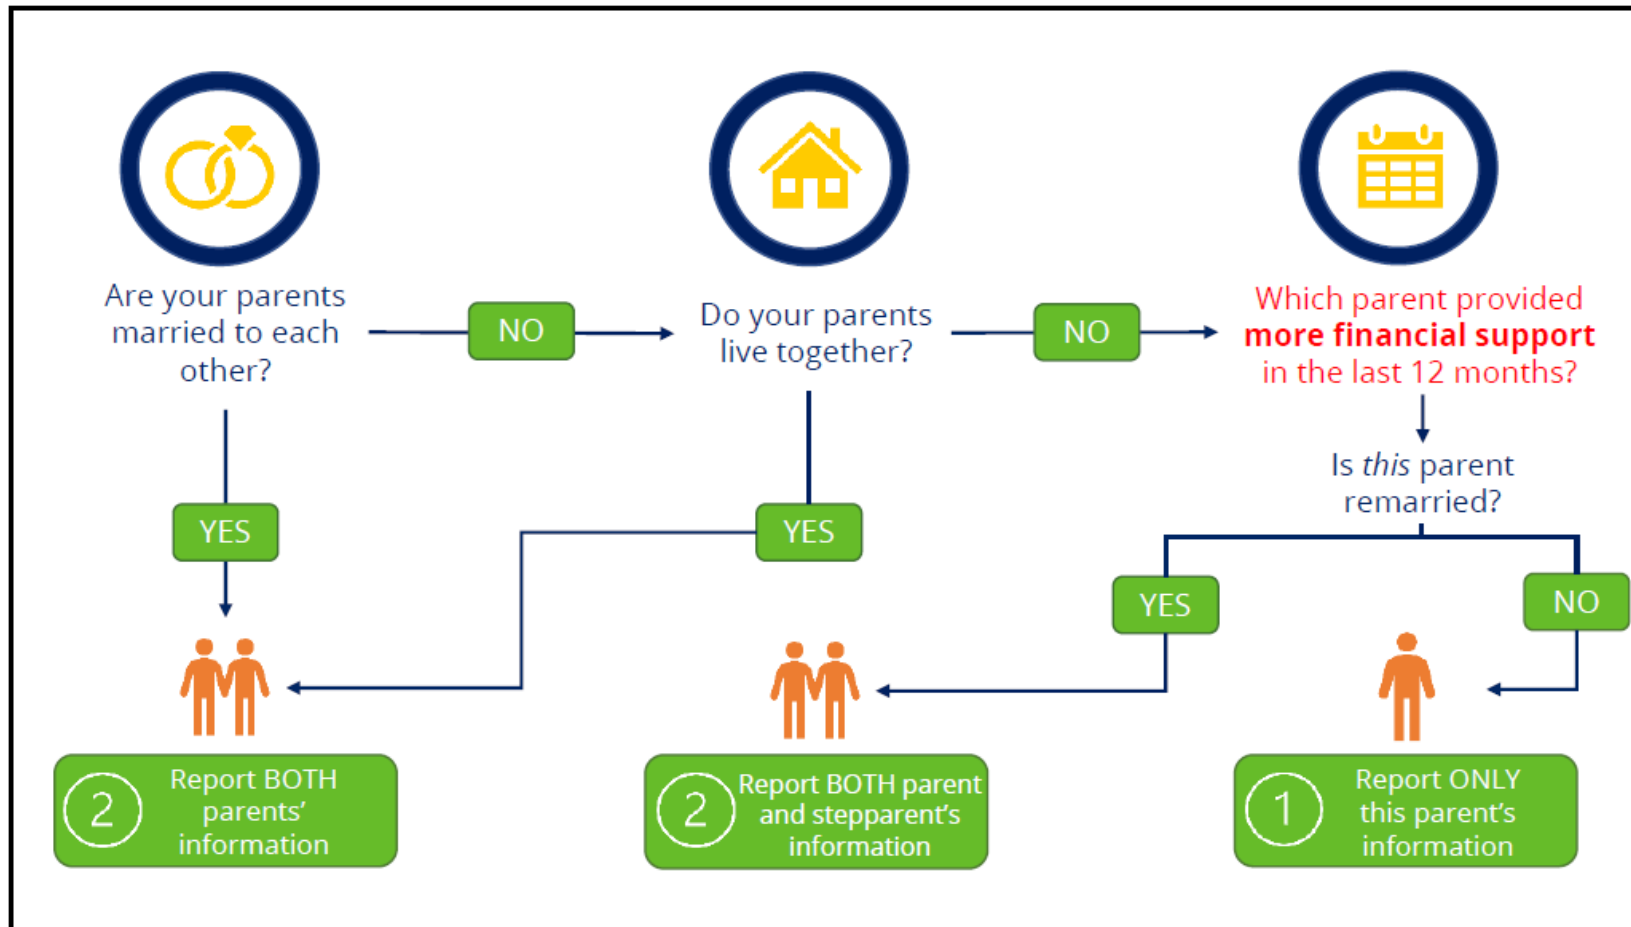 Are your parents
married to each
other?
NO
Do your parents
live together?
NO
Which parent provided
more financial support
in the last 12 months?
Is this parent
remarried?
YES
YES
YES
NO
2
Report BOTH
parents’
information
2
Report BOTH parent
and stepparent’s
information
1
Report ONLY
this parent’s
information